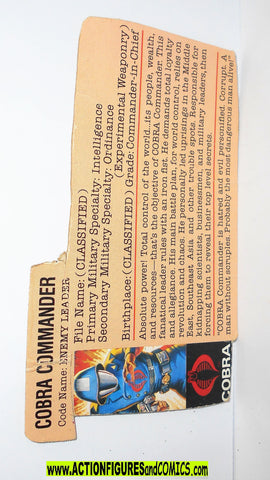 COBRA COMMANDER
Code Name: ENEMY LEADER
File Name: (CLASSIFIED)
Primary Military Specialty: Intelligence
Secondary Military Specialty: Ordinance
(Experimental Weaponry)
Birthplace: (CLASSIFIED) Grade: Commander-in-Chief
Absolute power! Total control of the world...its people, wealth,
and resources—that's the objective of COBRA Commander. This
fanatical leader rules with an iron fist. He demands total loyalty
and allegiance. His main battle plan, for world control, relies on
revolution and chaos. He personally led uprisings in the Middle
East, Southeast Asia and other trouble spots. Responsible for
kidnapping scientists, businessmen, and military leaders, then
forcing them to reveal their top level secrets.
"COBRA Commander is hatred and evil personified. Corrupt. A
man without scruples. Probably the most dangerous man alive!"
COBRA
www.ACTIONFIGURESandCOMICS.com